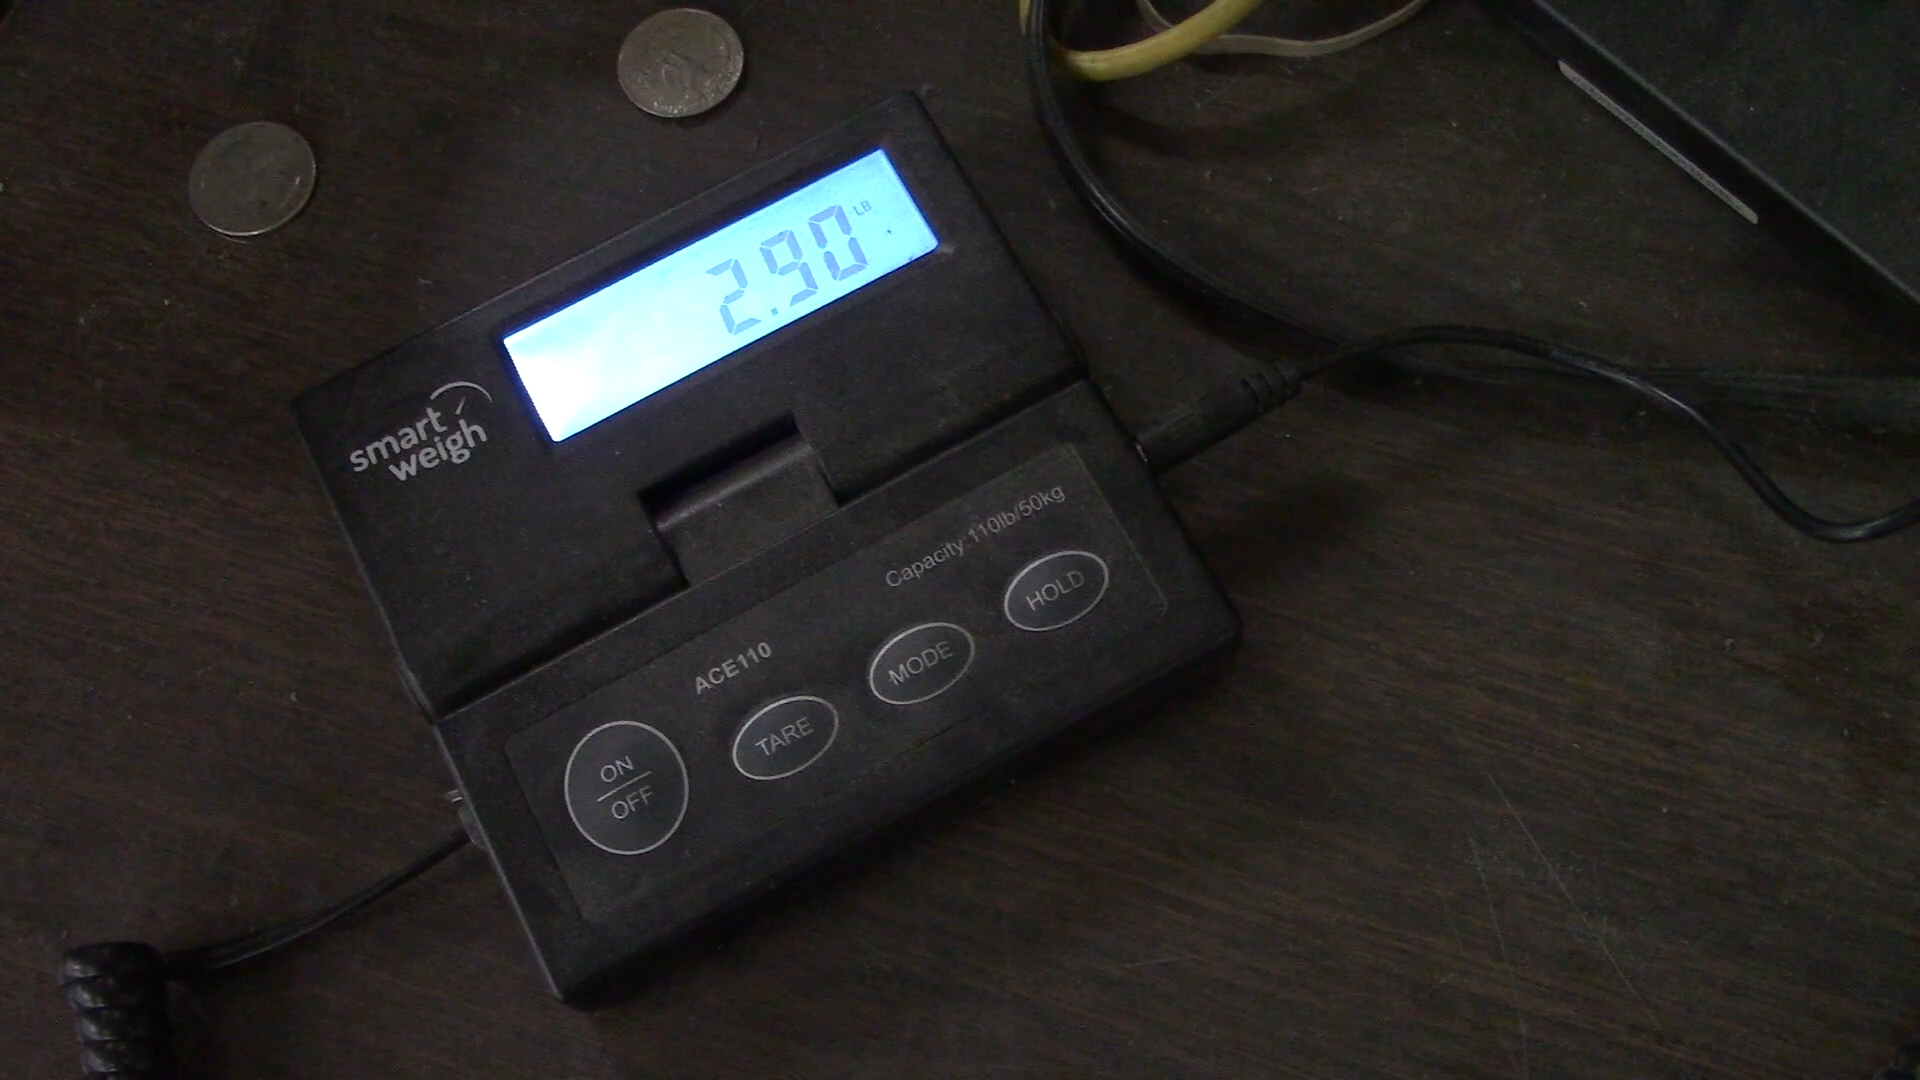 2.90 LB
smart
weigh
Capacity:110lb/50kg
ACE110
ON
OFF
TARE
MODE
HOLD